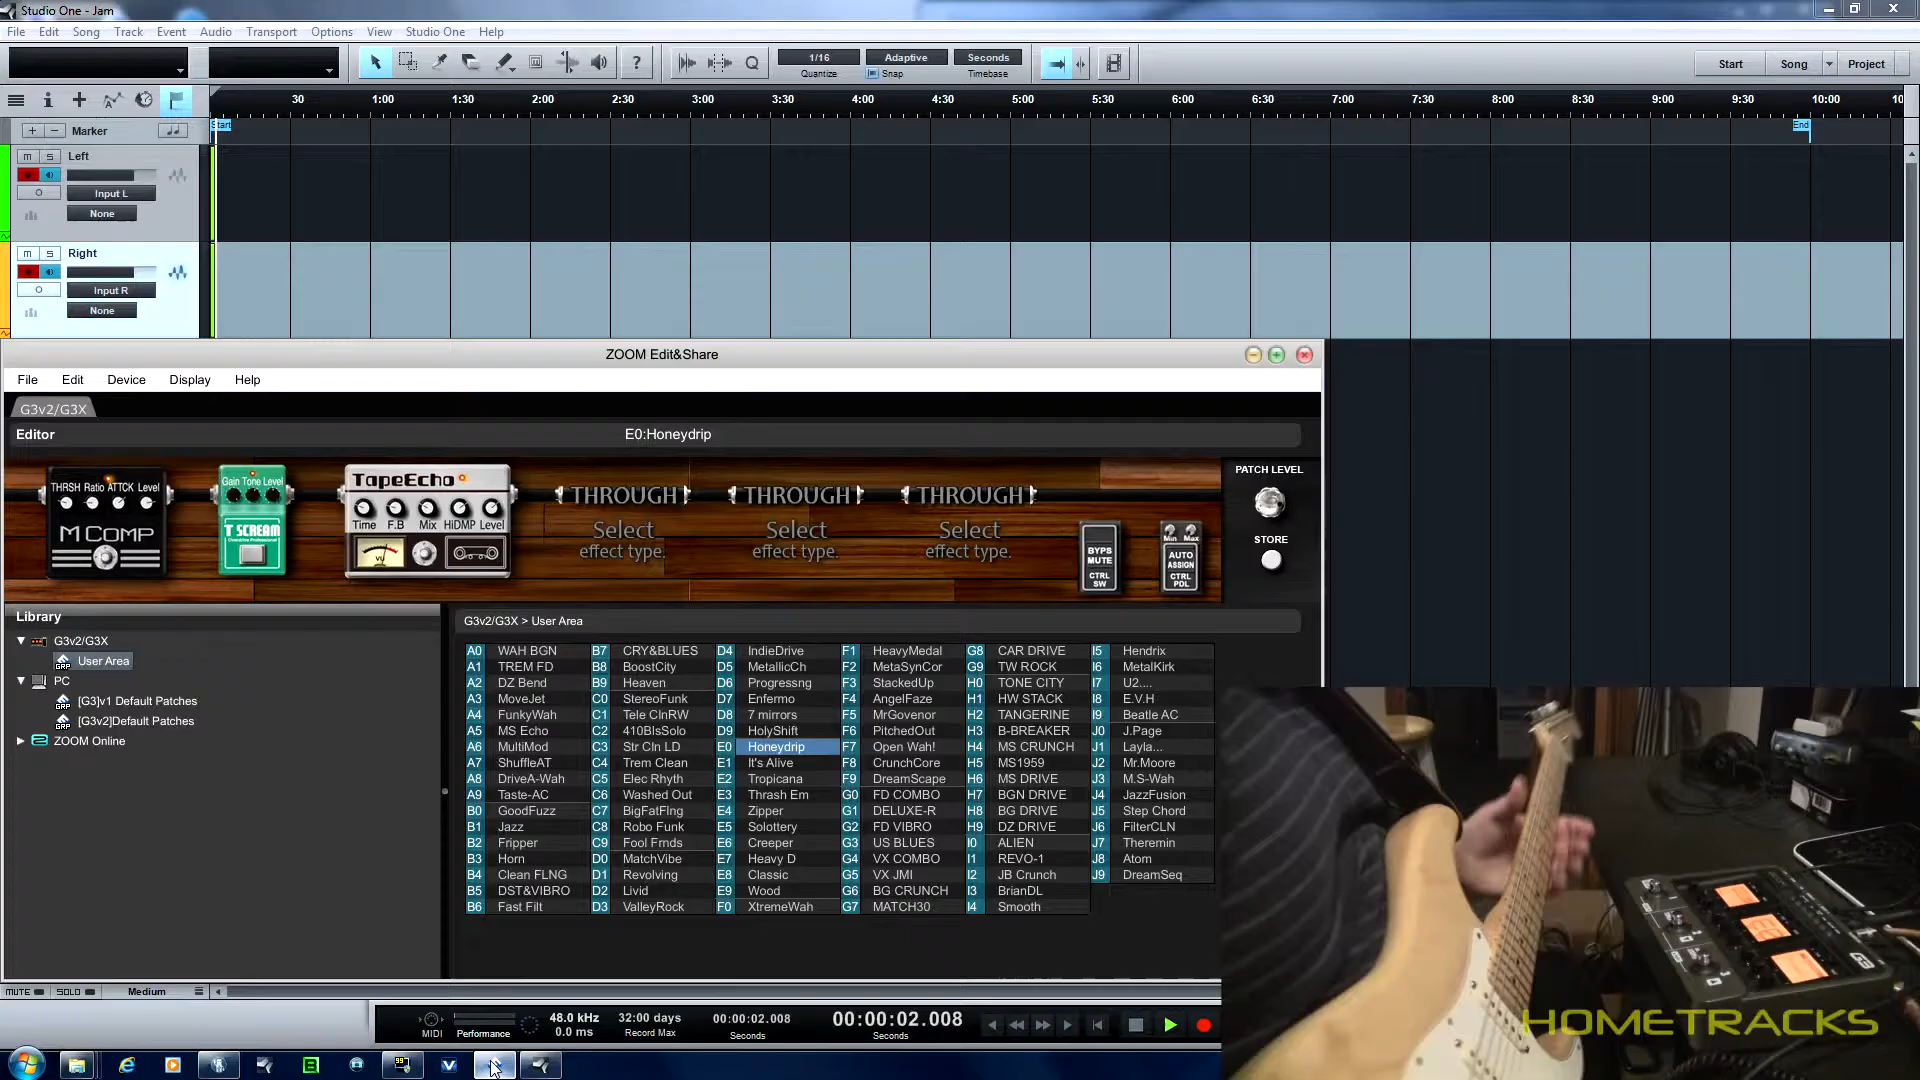 Studio One - Jam
File Edit Song Track Event Audio Transport Options View Studio One Help
1/16 Adaptive Seconds
Quantize Snap Timebase
Start Song Project
30 1:00 1:30 2:00 2:30 3:00 3:30 4:00 4:30 5:00 5:30 6:00 6:30 7:00 7:30 8:00 8:30 9:00 9:30 10:00 10
Marker
Start
End
M S Left
Input L
None
M S Right
Input R
None
ZOOM Edit&Share
File Edit Device Display Help
G3v2/G3X
Editor
E0:Honeydrip
THRSH Ratio ATTCK Level
M COMP
Gain Tone Level
T SCREAM
TapeEcho
Time F.B Mix HiDMP Level
VU
THROUGH THROUGH THROUGH
Select effect type.
Select effect type.
Select effect type.
BYPS MUTE
CTRL SW
Min Max
AUTO ASSIGN
CTRL PDL
PATCH LEVEL
STORE
Library
G3v2/G3X
User Area
PC
[G3]v1 Default Patches
[G3v2]Default Patches
ZOOM Online
G3v2/G3X > User Area
A0 WAH BGN B7 CRY&BLUES D4 IndieDrive F1 HeavyMedal G8 CAR DRIVE I5 Hendrix
A1 TREM FD B8 BoostCity D5 MetallicCh F2 MetaSynCor G9 TW ROCK I6 MetalKirk
A2 DZ Bend B9 Heaven D6 Progressng F3 StackedUp H0 TONE CITY I7 U2....
A3 MoveJet C0 StereoFunk D7 Enfermo F4 AngelFaze H1 HW STACK I8 E.V.H
A4 FunkyWah C1 Tele ClnRW D8 7 mirrors F5 MrGovenor H2 TANGERINE I9 Beatle AC
A5 MS Echo C2 410BlsSolo D9 HolyShift F6 PitchedOut H3 B-BREAKER J0 J.Page
A6 MultiMod C3 Str Cln LD E0 Honeydrip F7 Open Wah! H4 MS CRUNCH J1 Layla...
A7 ShuffleAT C4 Trem Clean E1 It's Alive F8 CrunchCore H5 MS1959 J2 Mr.Moore
A8 DriveA-Wah C5 Elec Rhyth E2 Tropicana F9 DreamScape H6 MS DRIVE J3 M.S-Wah
A9 Taste-AC C6 Washed Out E3 Thrash Em G0 FD COMBO H7 BGN DRIVE J4 JazzFusion
B0 GoodFuzz C7 BigFatFlng E4 Zipper G1 DELUXE-R H8 BG DRIVE J5 Step Chord
B1 Jazz C8 Robo Funk E5 Solottery G2 FD VIBRO H9 DZ DRIVE J6 FilterCLN
B2 Fripper C9 Fool Frnds E6 Creeper G3 US BLUES I0 ALIEN J7 Theremin
B3 Horn D0 MatchVibe E7 Heavy D G4 VX COMBO I1 REVO-1 J8 Atom
B4 Clean FLNG D1 Revolving E8 Classic G5 VX JMI I2 JB Crunch J9 DreamSeq
B5 DST&VIBRO D2 Livid E9 Wood G6 BG CRUNCH I3 BrianDL
B6 Fast Filt D3 ValleyRock F0 XtremeWah G7 MATCH30 I4 Smooth
MUTE SOLO Medium
MIDI Performance
48.0 kHz
0.0 ms
32:00 days
Record Max
00:00:02.008
Seconds
00:00:02.008
Seconds
G3
HOMETRACKS